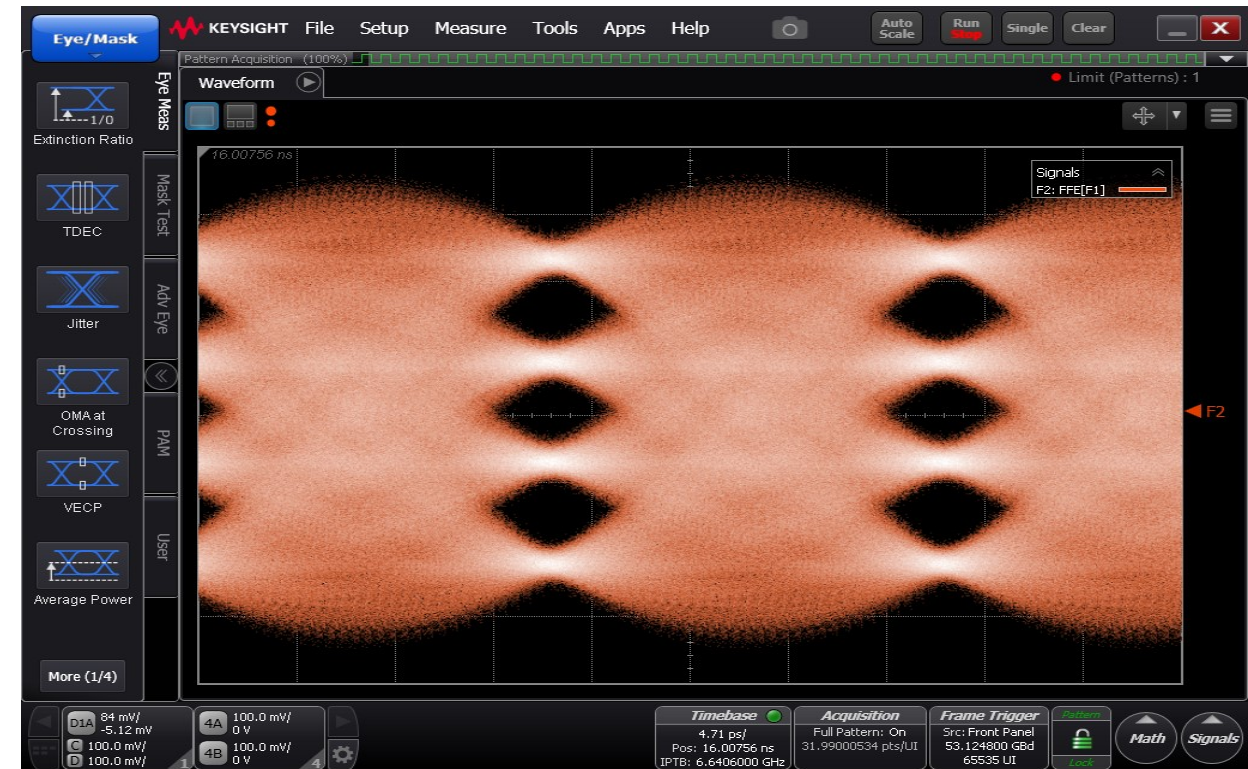 Eye/Mask
KEYSIGHT File Setup Measure Tools Apps Help
Auto Scale
Run Stop
Single
Clear
X
Pattern Acquisition (100%)
Waveform
Limit (Patterns) : 1
Eye Meas
Mask Test
Adv Eye
PAM
User
1/0
Extinction Ratio
TDEC
Jitter
OMA at
Crossing
VECP
Average Power
More (1/4)
16.00756 ns
Signals
F2: FFE[F1]
F2
D1A 84 mV/
-5.12 mV
C 100.0 mV/
D 100.0 mV/
1
4A 100.0 mV/
0 V
4B 100.0 mV/
0 V
4
Timebase
4.71 ps/
Pos: 16.00756 ns
IPTB: 6.6406000 GHz
Acquisition
Full Pattern: On
31.99000534 pts/UI
Frame Trigger
Src: Front Panel
53.124800 GBd
65535 UI
Pattern
Lock
Math
Signals